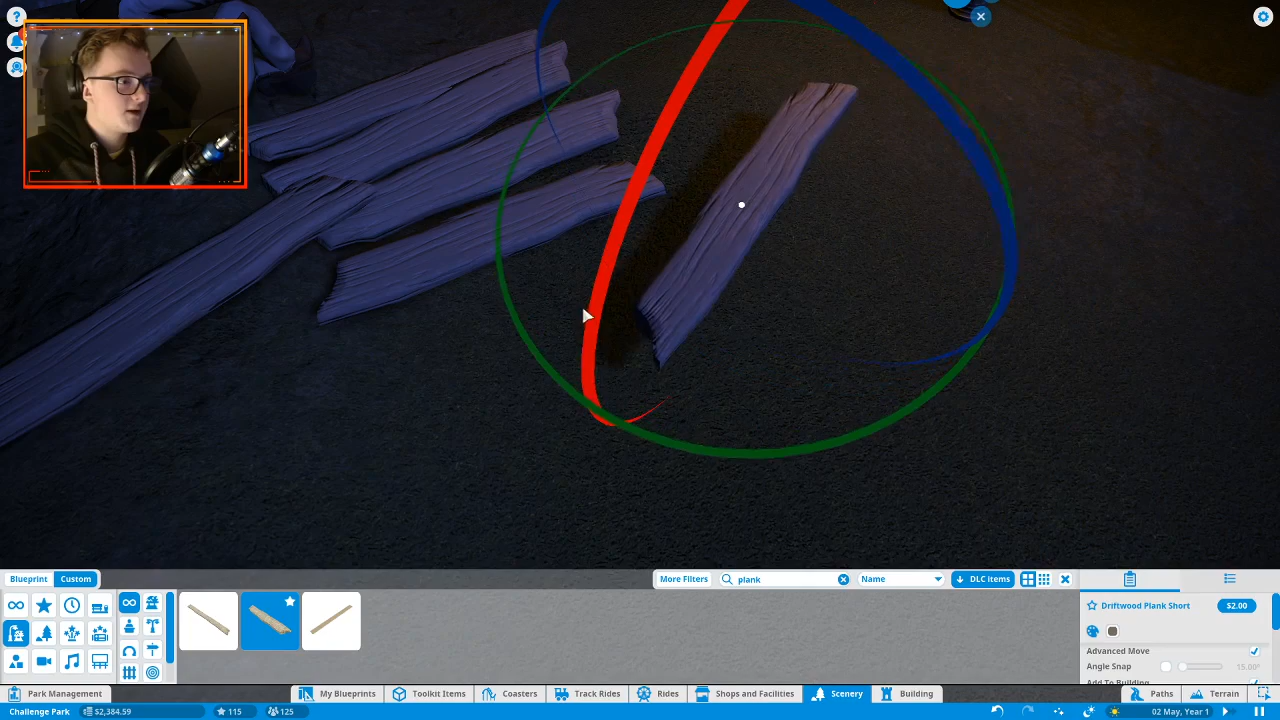 Blueprint Custom
More Filters plank Name DLC items
Driftwood Plank Short $2.00
Advanced Move
Angle Snap 15.00°
Park Management My Blueprints Toolkit Items Coasters Track Rides Rides Shops and Facilities Scenery Building Paths Terrain
Challenge Park $2,384.59 115 125 02 May, Year 1